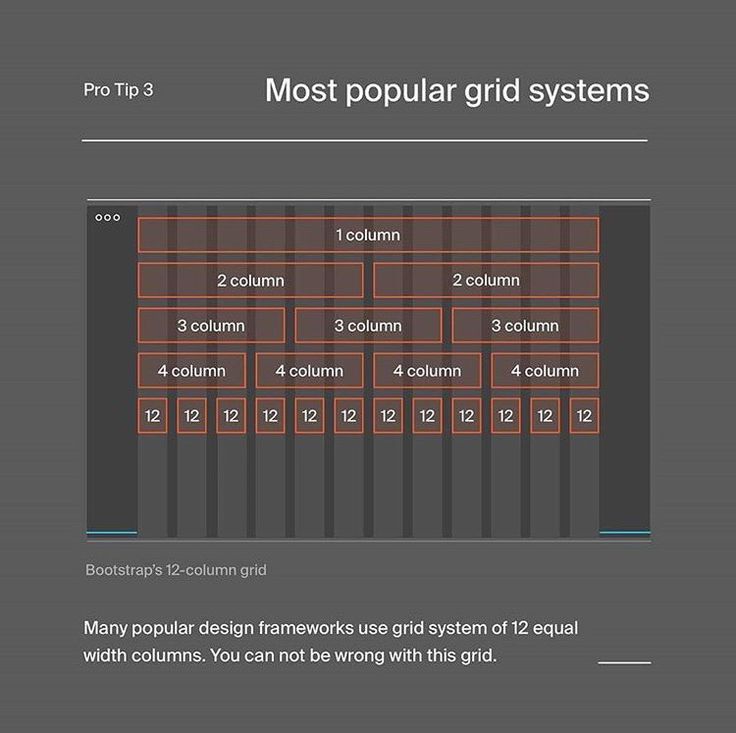 Pro Tip 3
Most popular grid systems
1 column
2 column 2 column
3 column 3 column 3 column
4 column 4 column 4 column 4 column
12 12 12 12 12 12 12 12 12 12 12 12
Bootstrap's 12-column grid
Many popular design frameworks use grid system of 12 equal
width columns. You can not be wrong with this grid.